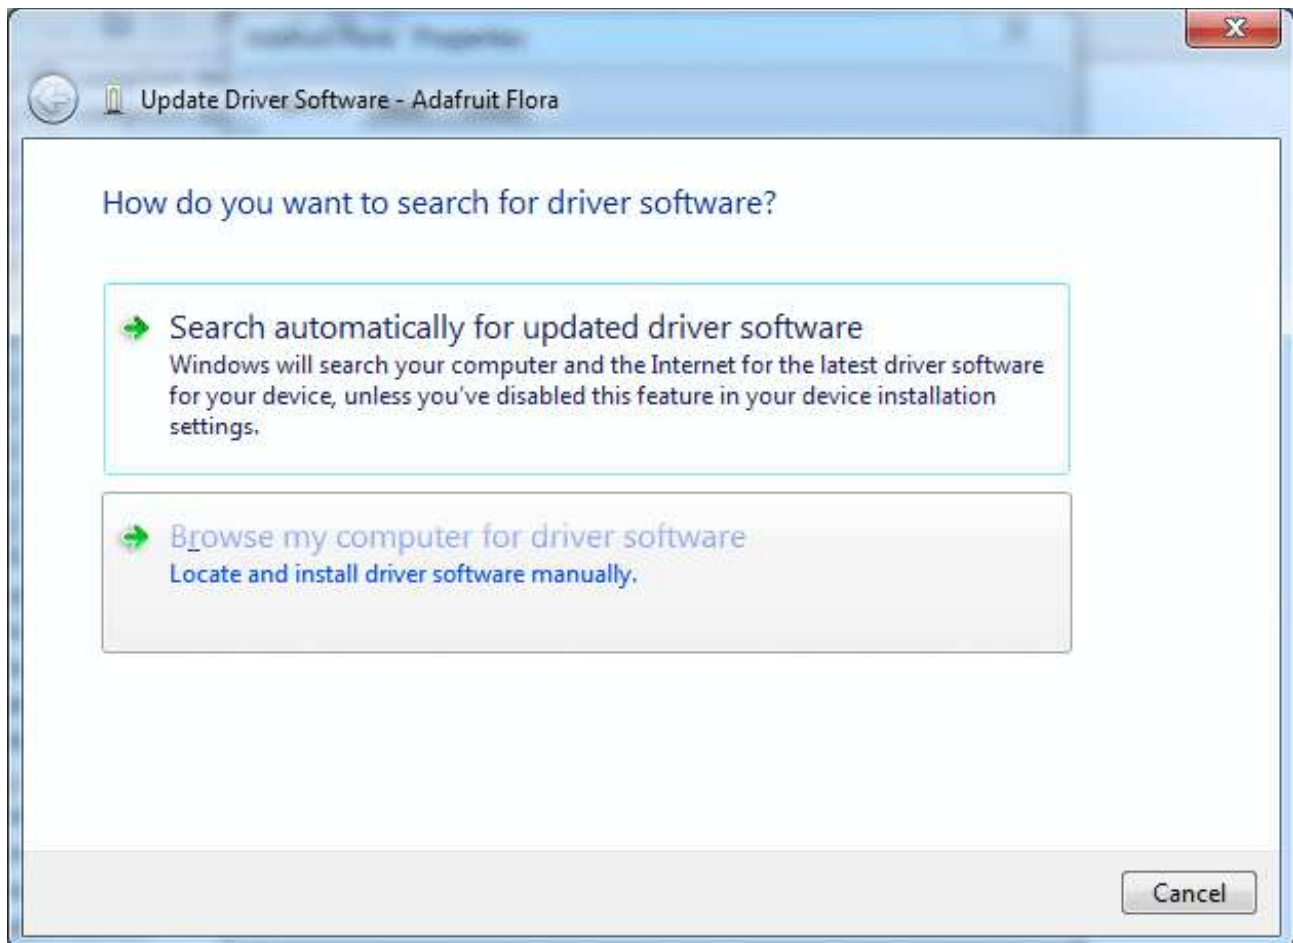 Properties
Update Driver Software - Adafruit Flora
How do you want to search for driver software?
Search automatically for updated driver software
Windows will search your computer and the Internet for the latest driver software
for your device, unless you've disabled this feature in your device installation
settings.
Browse my computer for driver software
Locate and install driver software manually.
Cancel